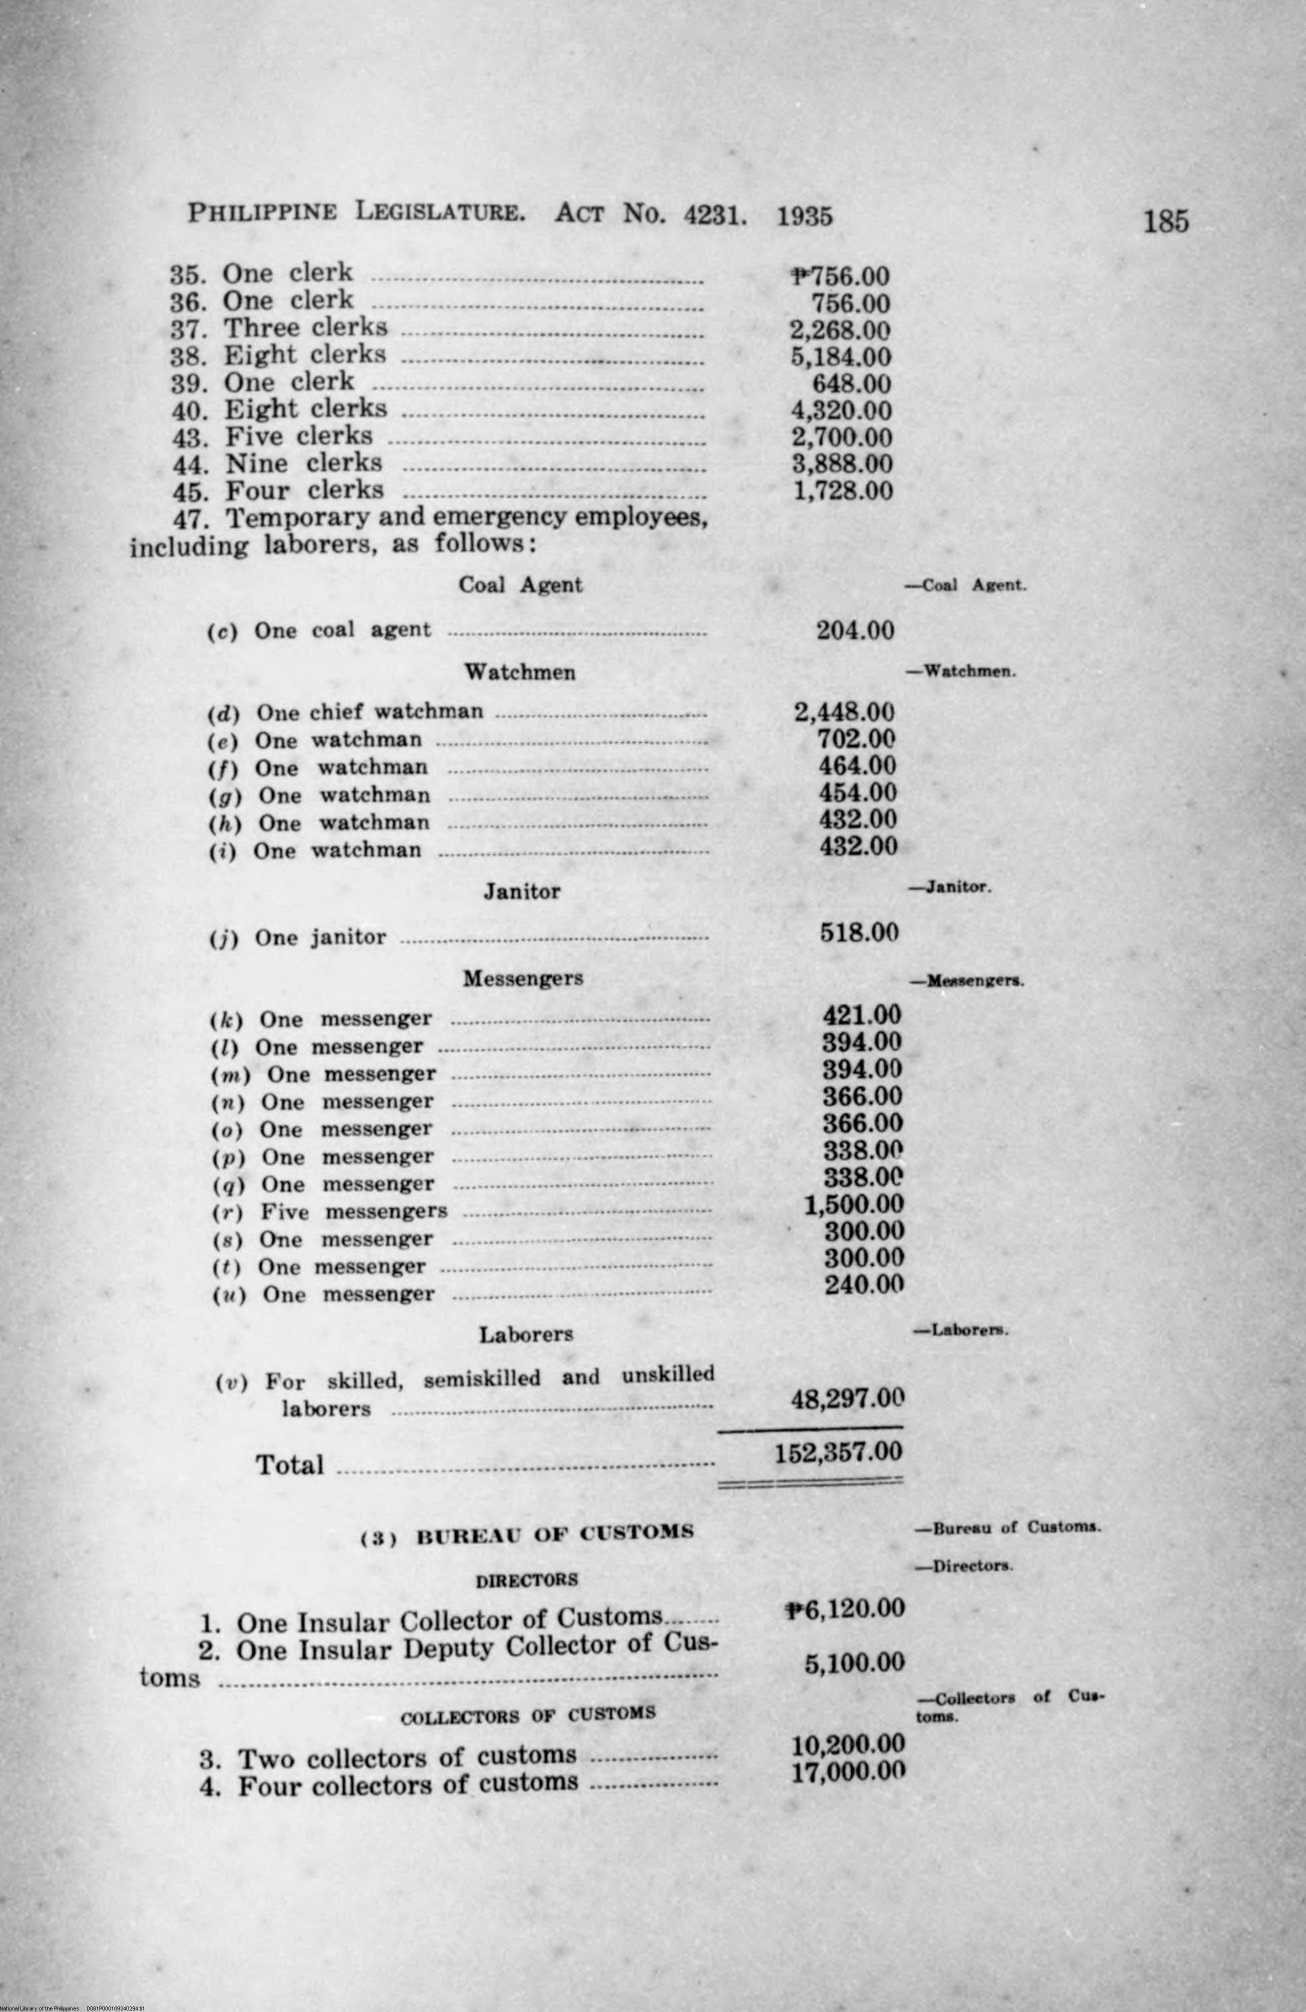 PHILIPPINE LEGISLATURE. ACT NO. 4231. 1935 185
35. One clerk ₱756.00
36. One clerk 756.00
37. Three clerks 2,268.00
38. Eight clerks 5,184.00
39. One clerk 648.00
40. Eight clerks 4,320.00
43. Five clerks 2,700.00
44. Nine clerks 3,888.00
45. Four clerks 1,728.00
47. Temporary and emergency employees,
including laborers, as follows:
Coal Agent —Coal Agent.
(c) One coal agent 204.00
Watchmen —Watchmen.
(d) One chief watchman 2,448.00
(e) One watchman 702.00
(f) One watchman 464.00
(g) One watchman 454.00
(h) One watchman 432.00
(i) One watchman 432.00
Janitor —Janitor.
(j) One janitor 518.00
Messengers —Messengers.
(k) One messenger 421.00
(l) One messenger 394.00
(m) One messenger 394.00
(n) One messenger 366.00
(o) One messenger 366.00
(p) One messenger 338.00
(q) One messenger 338.00
(r) Five messengers 1,500.00
(s) One messenger 300.00
(t) One messenger 300.00
(u) One messenger 240.00
Laborers —Laborers.
(v) For skilled, semiskilled and unskilled
laborers 48,297.00
Total 152,357.00
(3) BUREAU OF CUSTOMS —Bureau of Customs.
DIRECTORS —Directors.
1. One Insular Collector of Customs ₱6,120.00
2. One Insular Deputy Collector of Cus-
toms 5,100.00
COLLECTORS OF CUSTOMS —Collectors of Cus-
toms.
3. Two collectors of customs 10,200.00
4. Four collectors of customs 17,000.00
National Library of the Philippines